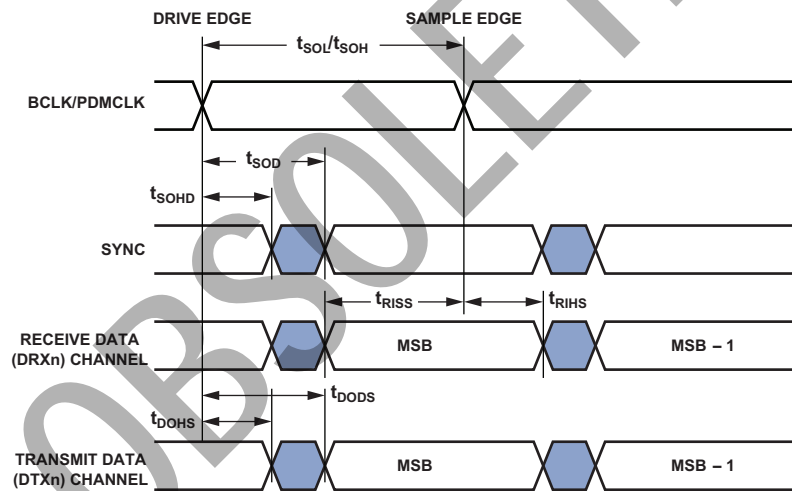 DRIVE EDGE
SAMPLE EDGE
tSOL/tSOH
BCLK/PDMCLK
tSOD
tSOHD
SYNC
tRISS
tRIHS
RECEIVE DATA
(DRXn) CHANNEL
MSB
MSB – 1
tDODS
tDOHS
TRANSMIT DATA
(DTXn) CHANNEL
MSB
MSB – 1
OBSOLETE